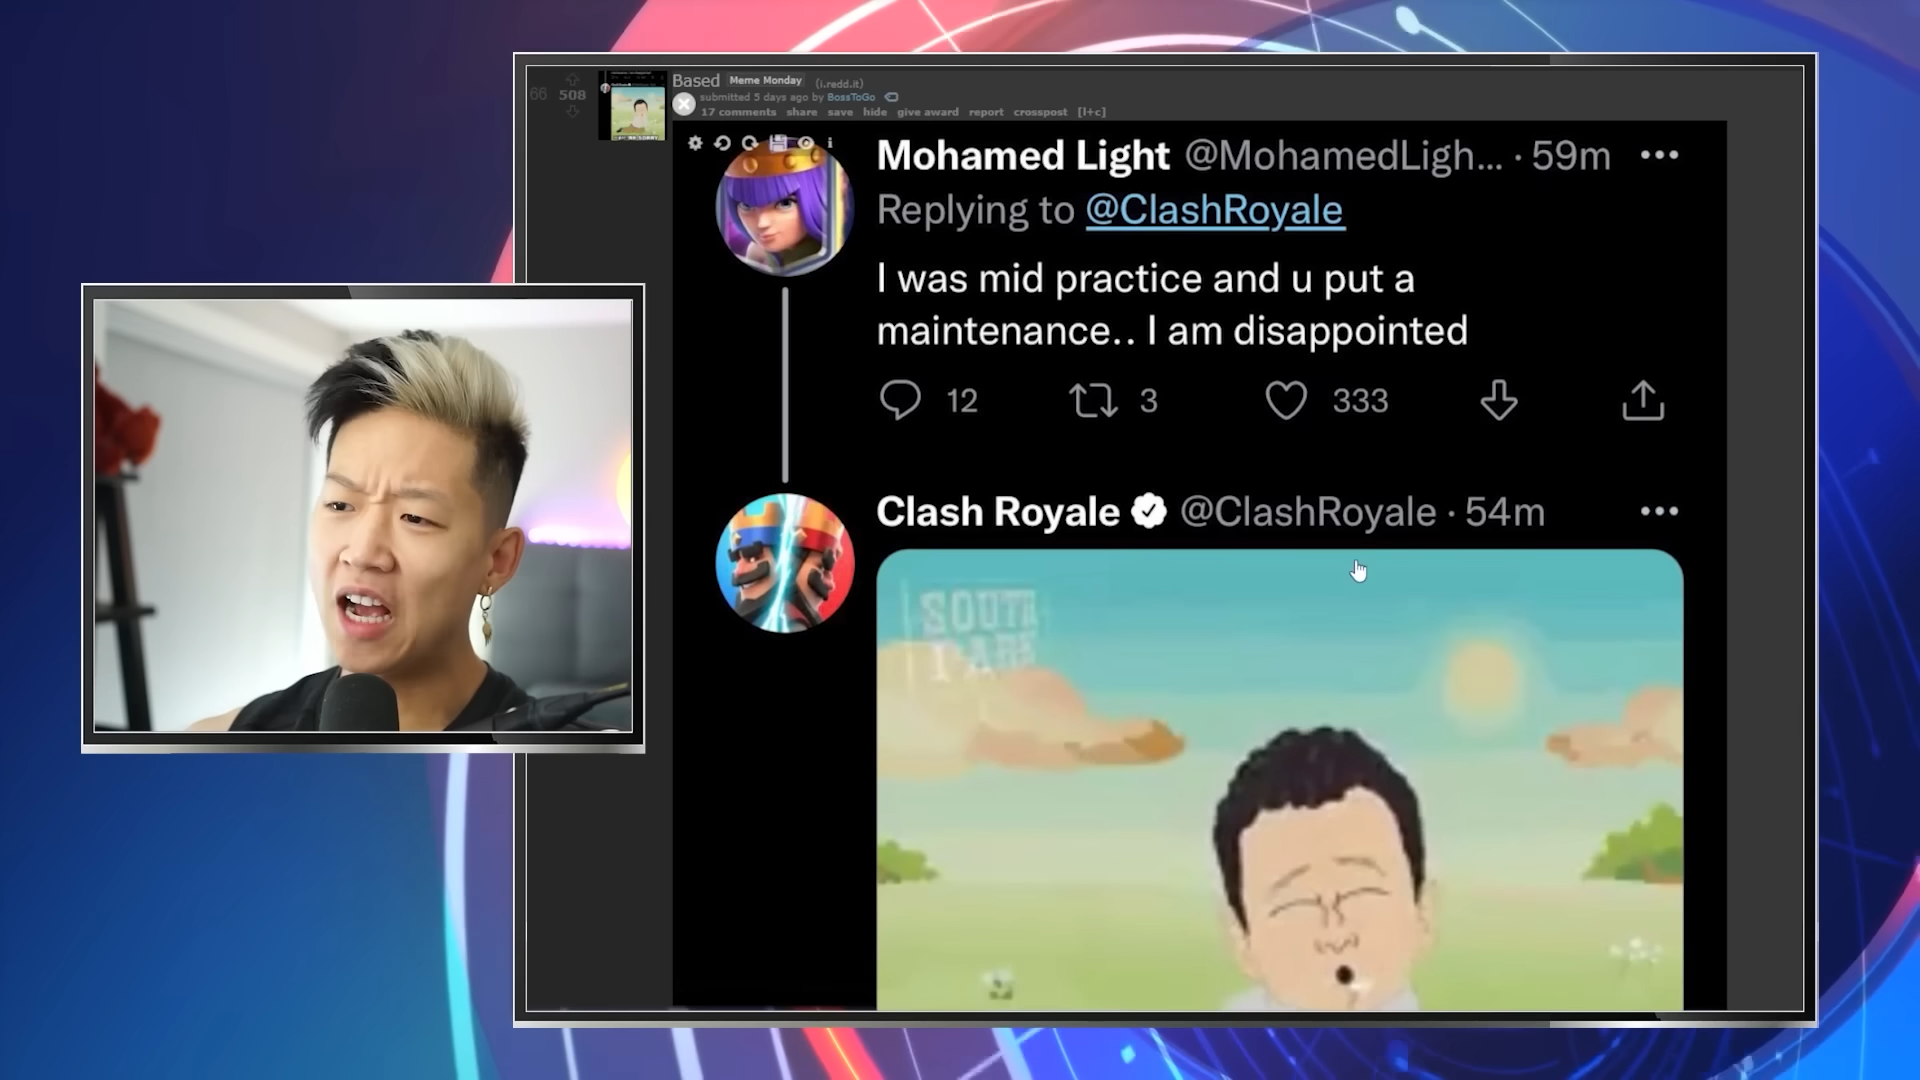 66
508
Based Meme Monday (i.redd.it)
submitted 5 days ago by BossToGo
17 comments share save hide give award report crosspost [l+c]
Mohamed Light @MohamedLigh... · 59m
Replying to @ClashRoyale
I was mid practice and u put a
maintenance.. I am disappointed
12 3 333
Clash Royale @ClashRoyale · 54m
SOUTH
PARK